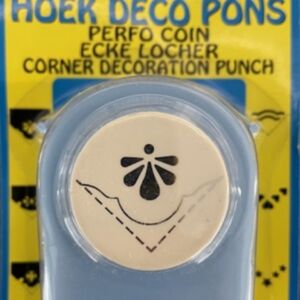 HOEK DECO PONS
PERFO COIN
ECKE LOCHER
CORNER DECORATION PUNCH